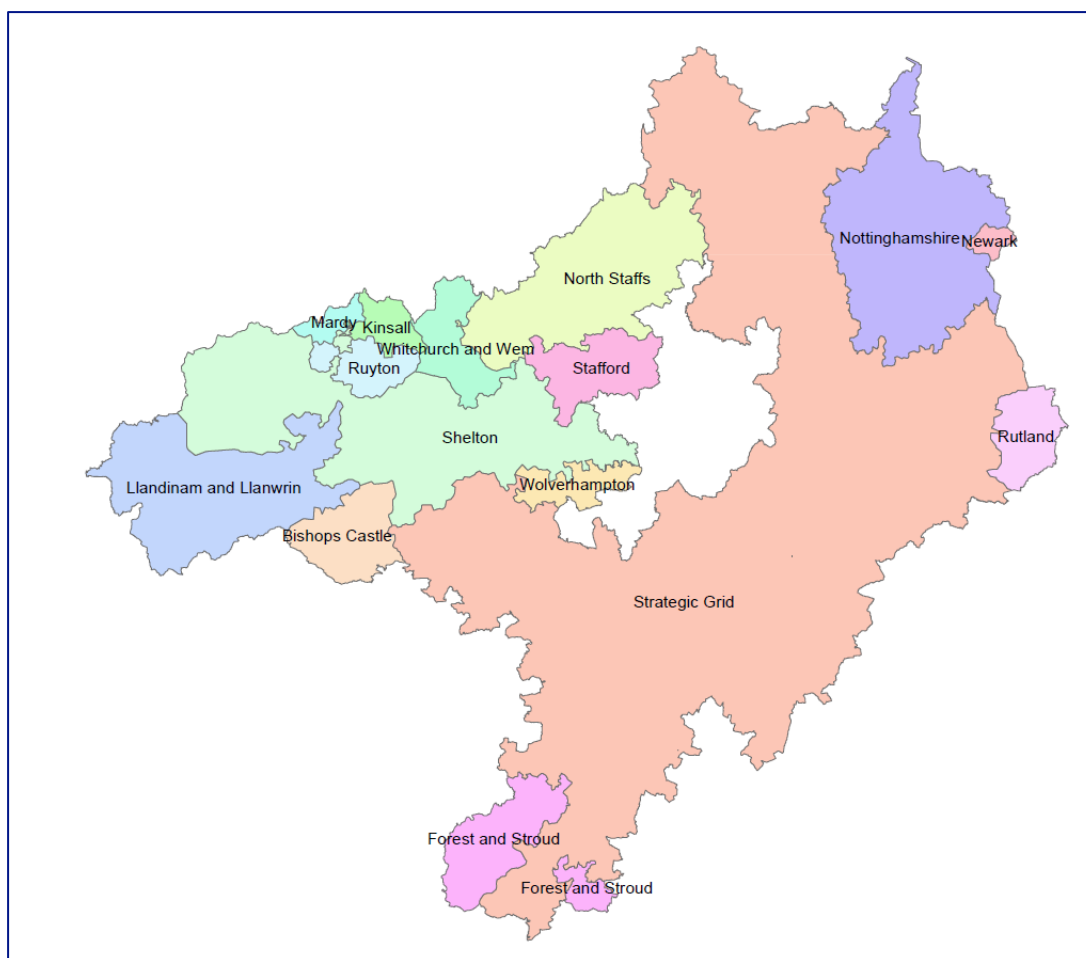 Nottinghamshire
Newark
North Staffs
Mardy
Kinsall
Whitchurch and Wem
Ruyton
Stafford
Shelton
Rutland
Llandinam and Llanwrin
Wolverhampton
Bishops Castle
Strategic Grid
Forest and Stroud
Forest and Stroud